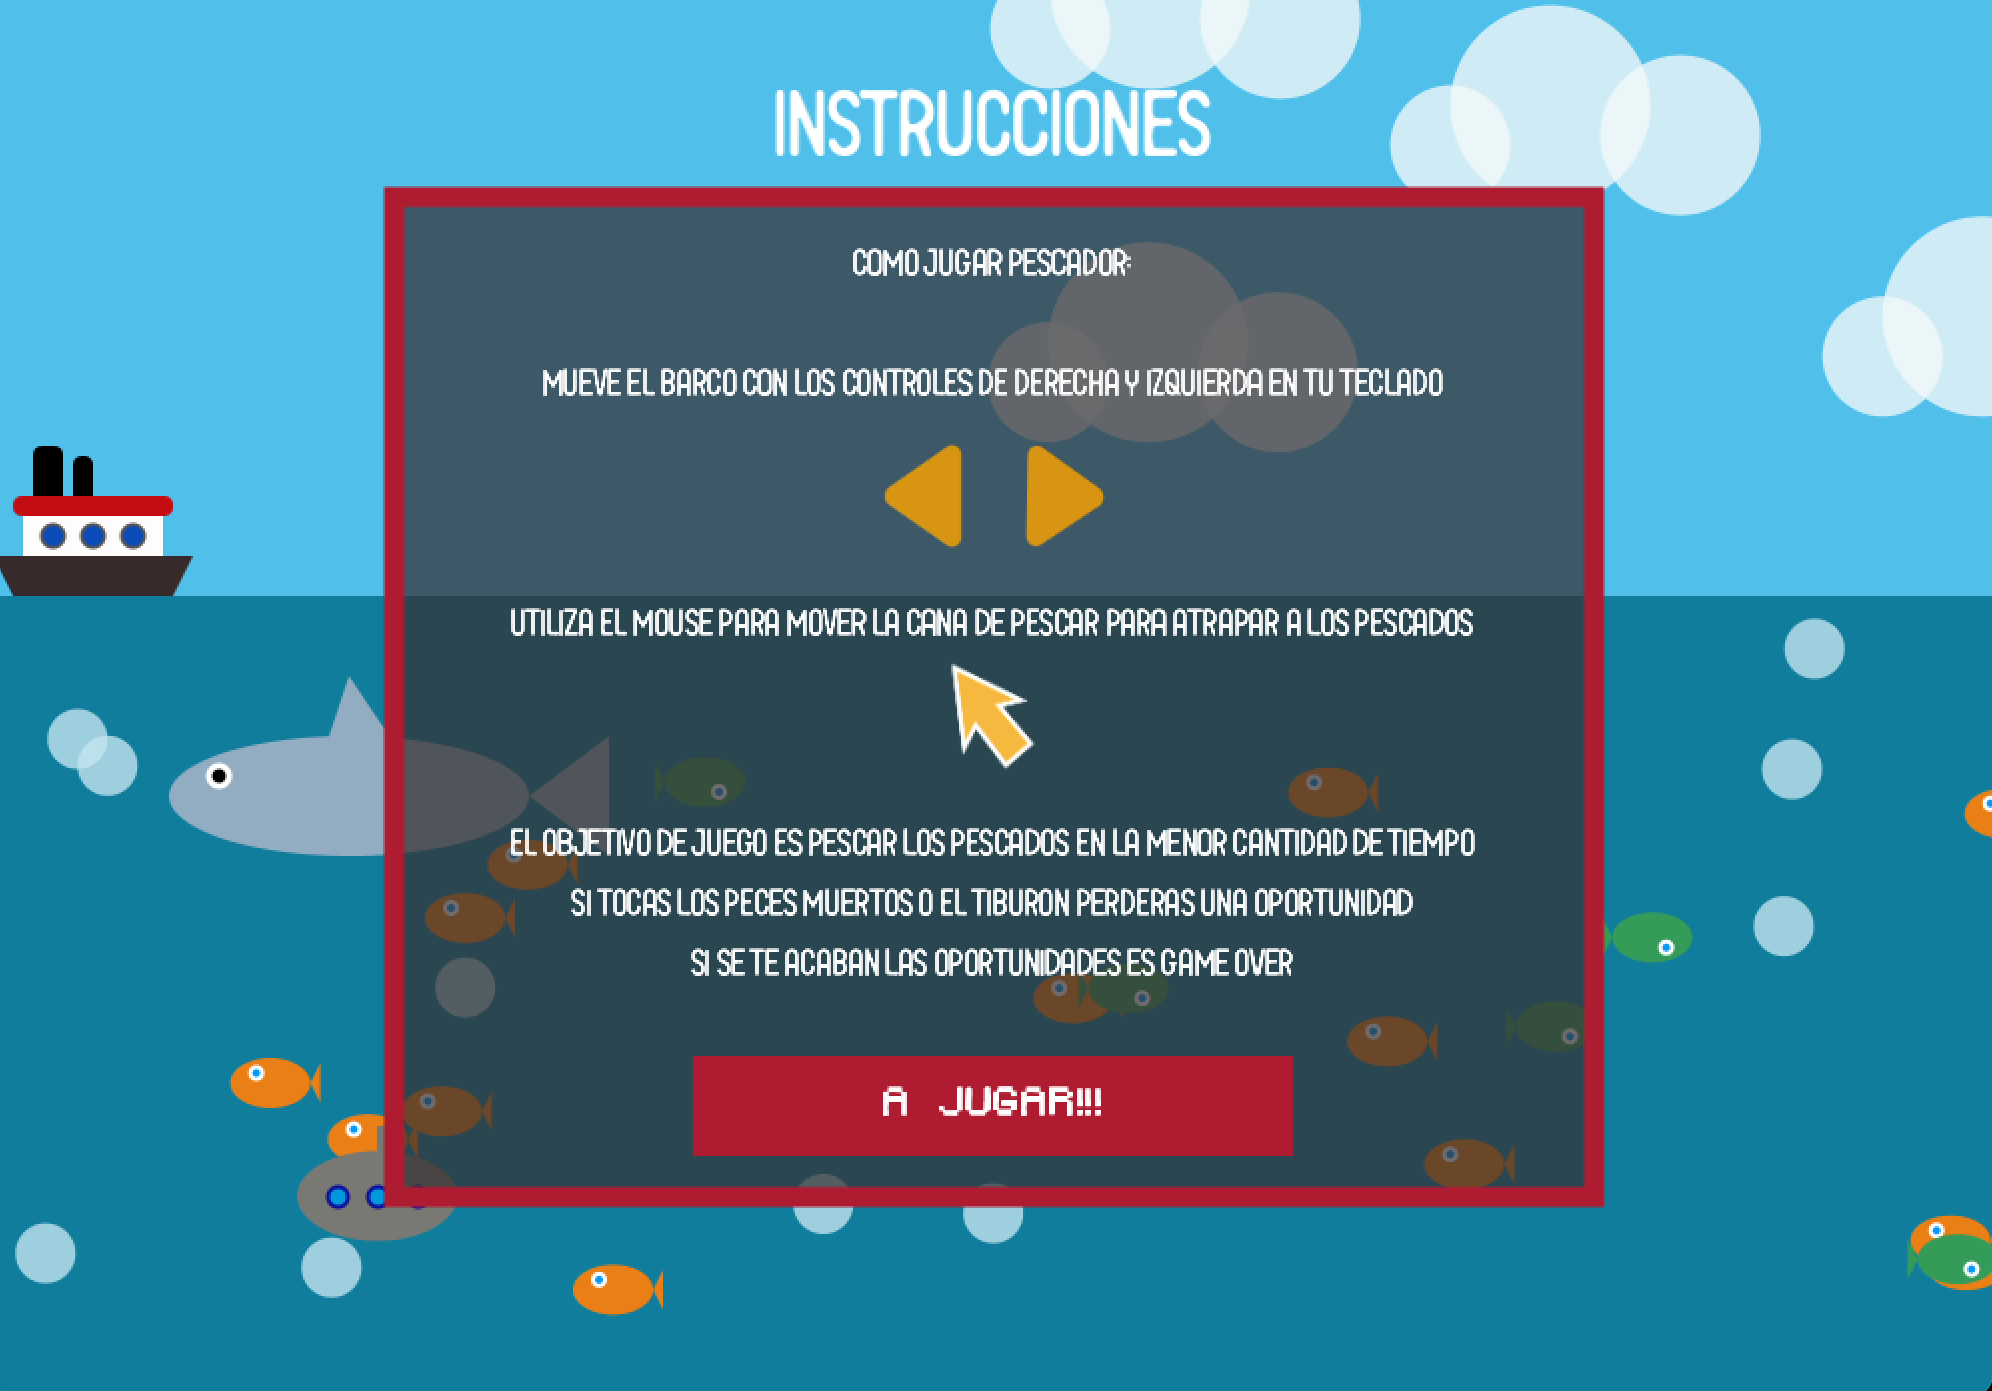 INSTRUCCIONES
COMO JUGAR PESCADOR:
MUEVE EL BARCO CON LOS CONTROLES DE DERECHA Y IZQUIERDA EN TU TECLADO
UTILIZA EL MOUSE PARA MOVER LA CANA DE PESCAR PARA ATRAPAR A LOS PESCADOS
EL OBJETIVO DE JUEGO ES PESCAR LOS PESCADOS EN LA MENOR CANTIDAD DE TIEMPO
SI TOCAS LOS PECES MUERTOS O EL TIBURON PERDERAS UNA OPORTUNIDAD
SI SE TE ACABAN LAS OPORTUNIDADES ES GAME OVER
A JUGAR!!!